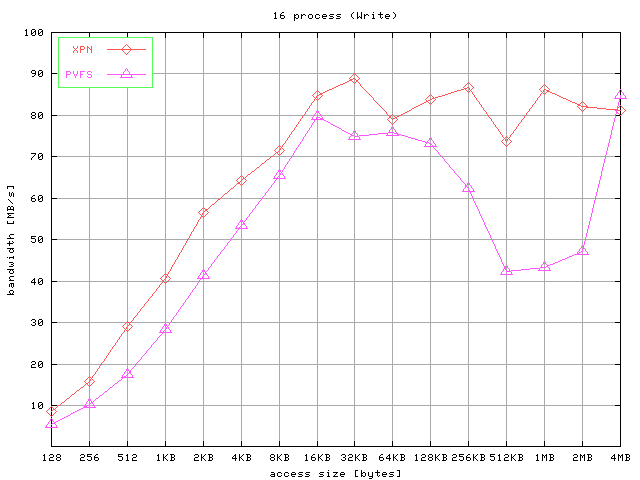 16 process (Write)
XPN
PVFS
100
90
80
70
60
50
40
30
20
10
bandwidth [MB/s]
128 256 512 1KB 2KB 4KB 8KB 16KB 32KB 64KB 128KB 256KB 512KB 1MB 2MB 4MB
access size [bytes]